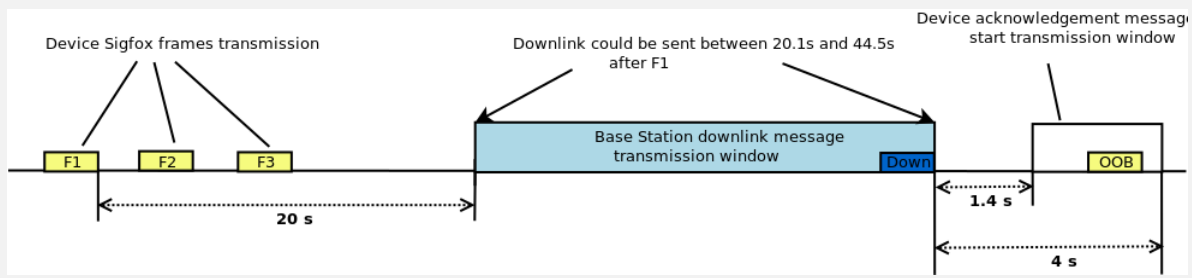 Device acknowledgement message
start transmission window
Device Sigfox frames transmission
Downlink could be sent between 20.1s and 44.5s
after F1
Base Station downlink message
transmission window
F1
F2
F3
Down
OOB
1.4 s
20 s
4 s